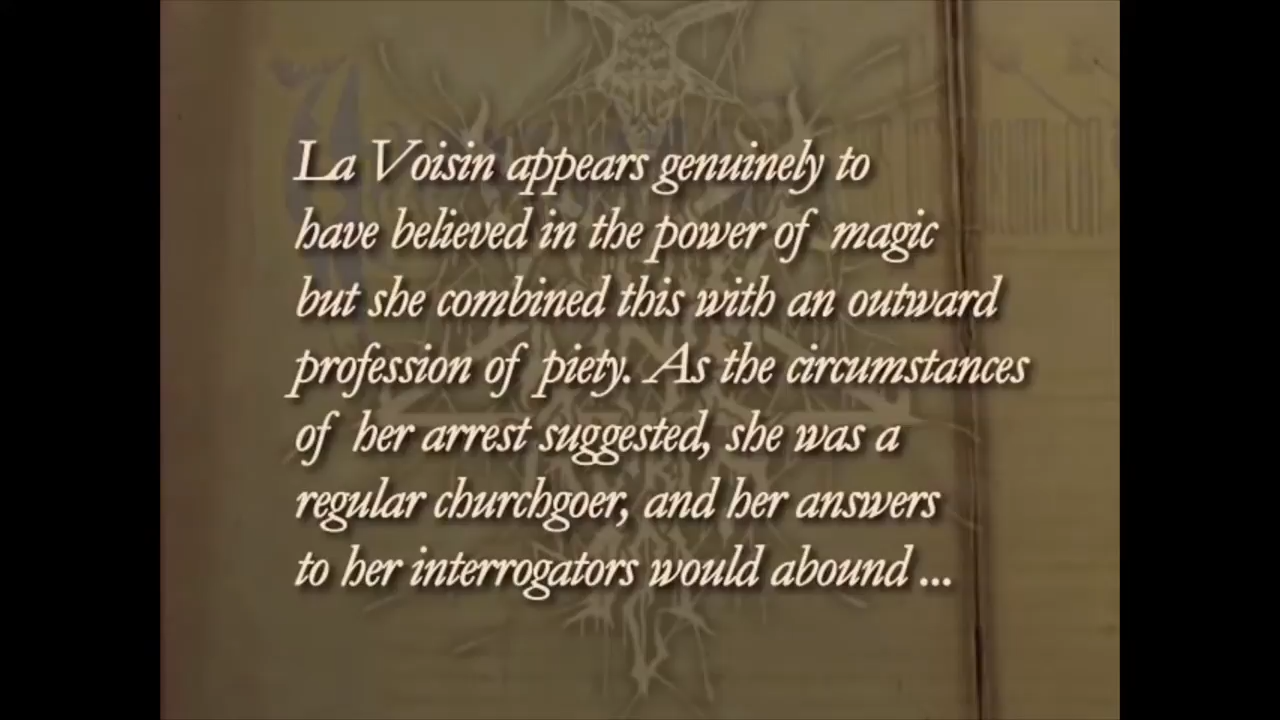 La Voisin appears genuinely to
have believed in the power of magic
but she combined this with an outward
profession of piety. As the circumstances
of her arrest suggested, she was a
regular churchgoer, and her answers
to her interrogators would abound ...